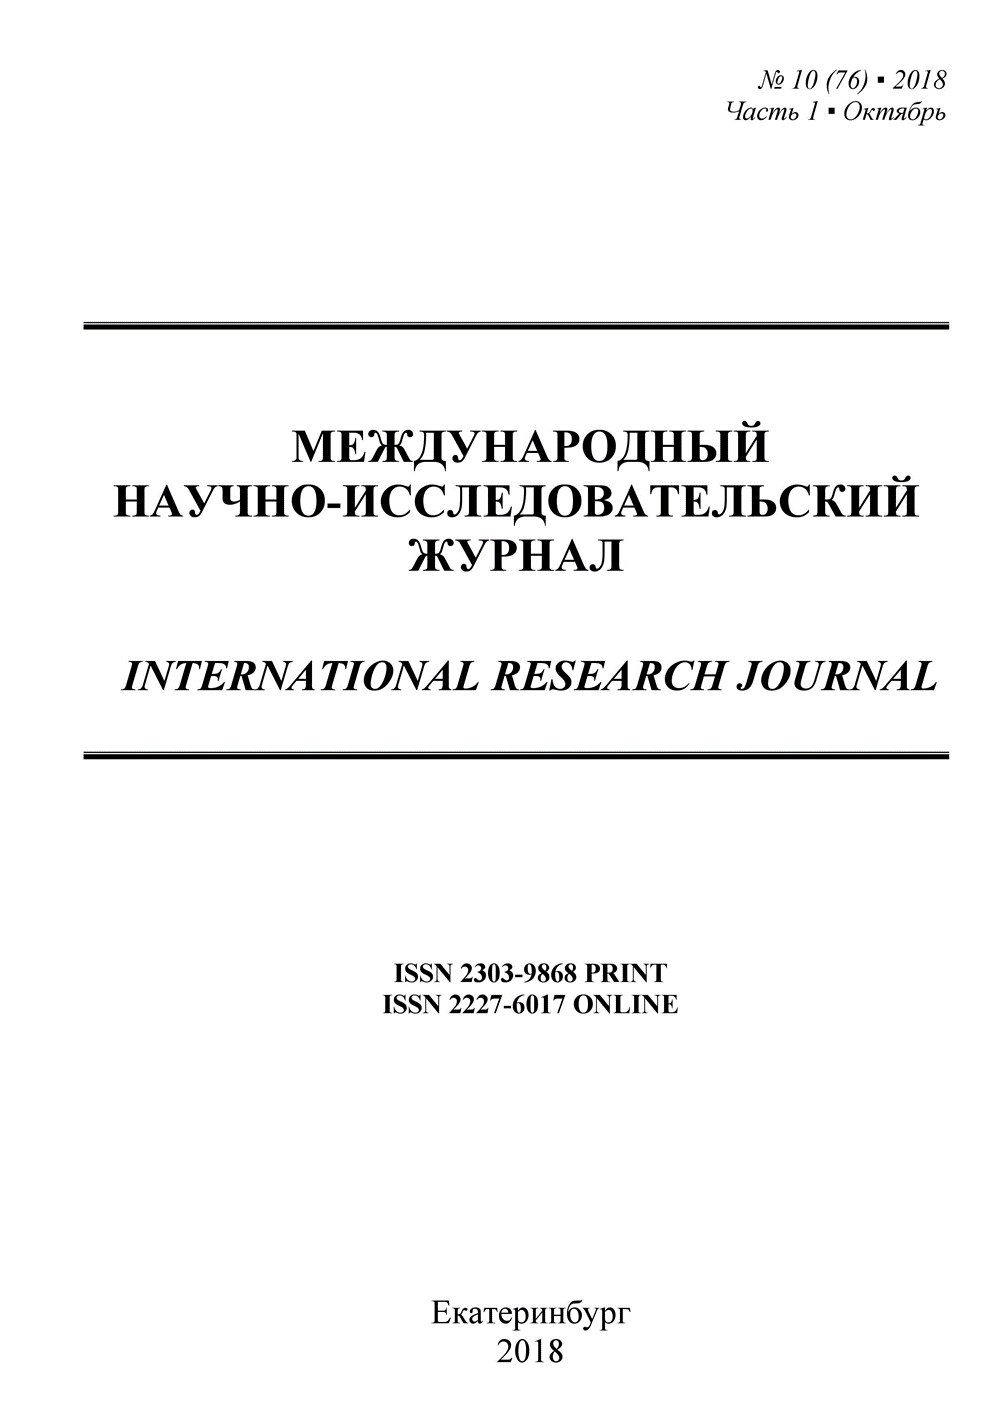 № 10 (76) ▪ 2018
Часть 1 ▪ Октябрь
МЕЖДУНАРОДНЫЙ
НАУЧНО-ИССЛЕДОВАТЕЛЬСКИЙ
ЖУРНАЛ
INTERNATIONAL RESEARCH JOURNAL
ISSN 2303-9868 PRINT
ISSN 2227-6017 ONLINE
Екатеринбург
2018